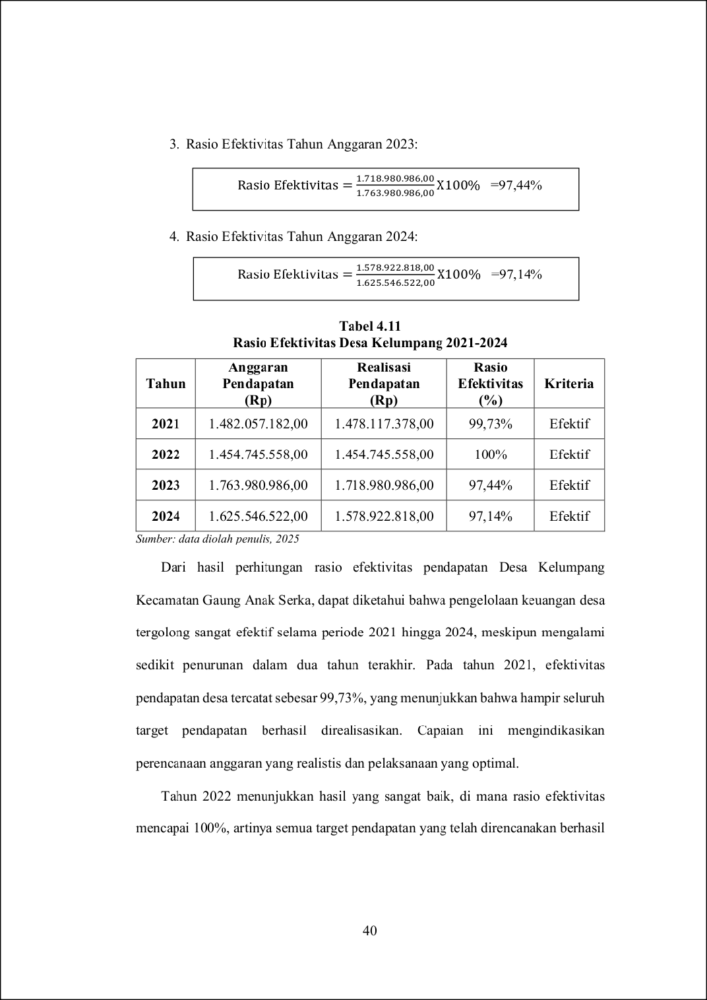 3. Rasio Efektivitas Tahun Anggaran 2023:
Rasio Efektivitas = 1.718.980.986,00 / 1.763.980.986,00 X100% =97,44%
4. Rasio Efektivitas Tahun Anggaran 2024:
Rasio Efektivitas = 1.578.922.818,00 / 1.625.546.522,00 X100% =97,14%
Tabel 4.11
Rasio Efektivitas Desa Kelumpang 2021-2024
Tahun | Anggaran Pendapatan (Rp) | Realisasi Pendapatan (Rp) | Rasio Efektivitas (%) | Kriteria
2021 | 1.482.057.182,00 | 1.478.117.378,00 | 99,73% | Efektif
2022 | 1.454.745.558,00 | 1.454.745.558,00 | 100% | Efektif
2023 | 1.763.980.986,00 | 1.718.980.986,00 | 97,44% | Efektif
2024 | 1.625.546.522,00 | 1.578.922.818,00 | 97,14% | Efektif
Sumber: data diolah penulis, 2025
Dari hasil perhitungan rasio efektivitas pendapatan Desa Kelumpang
Kecamatan Gaung Anak Serka, dapat diketahui bahwa pengelolaan keuangan desa
tergolong sangat efektif selama periode 2021 hingga 2024, meskipun mengalami
sedikit penurunan dalam dua tahun terakhir. Pada tahun 2021, efektivitas
pendapatan desa tercatat sebesar 99,73%, yang menunjukkan bahwa hampir seluruh
target pendapatan berhasil direalisasikan. Capaian ini mengindikasikan
perencanaan anggaran yang realistis dan pelaksanaan yang optimal.
Tahun 2022 menunjukkan hasil yang sangat baik, di mana rasio efektivitas
mencapai 100%, artinya semua target pendapatan yang telah direncanakan berhasil
40